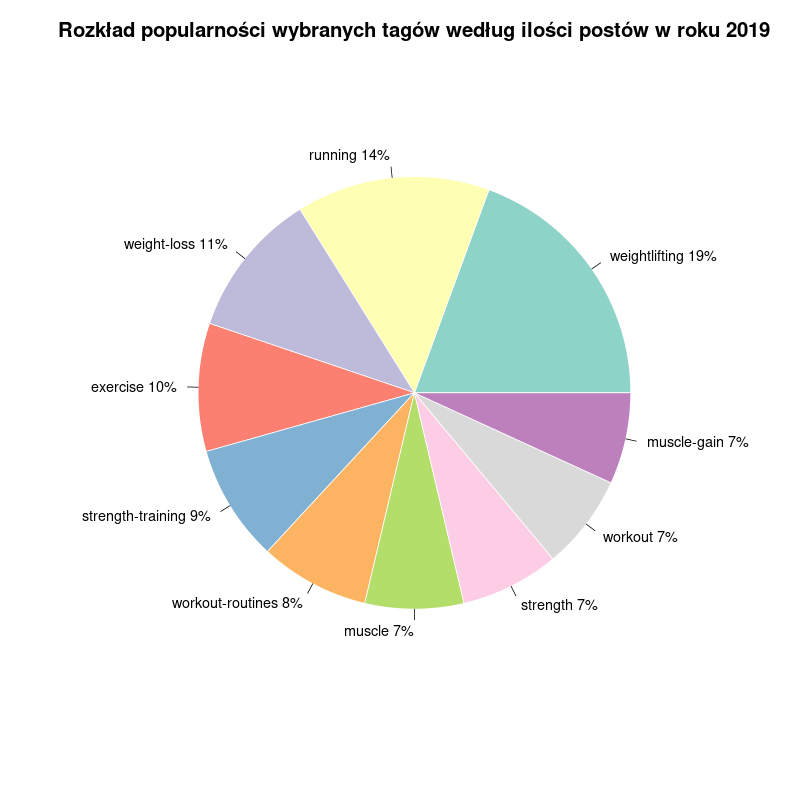 Rozkład popularności wybranych tagów według ilości postów w roku 2019
running 14%
weight-loss 11%
weightlifting 19%
exercise 10%
muscle-gain 7%
strength-training 9%
workout 7%
workout-routines 8%
strength 7%
muscle 7%